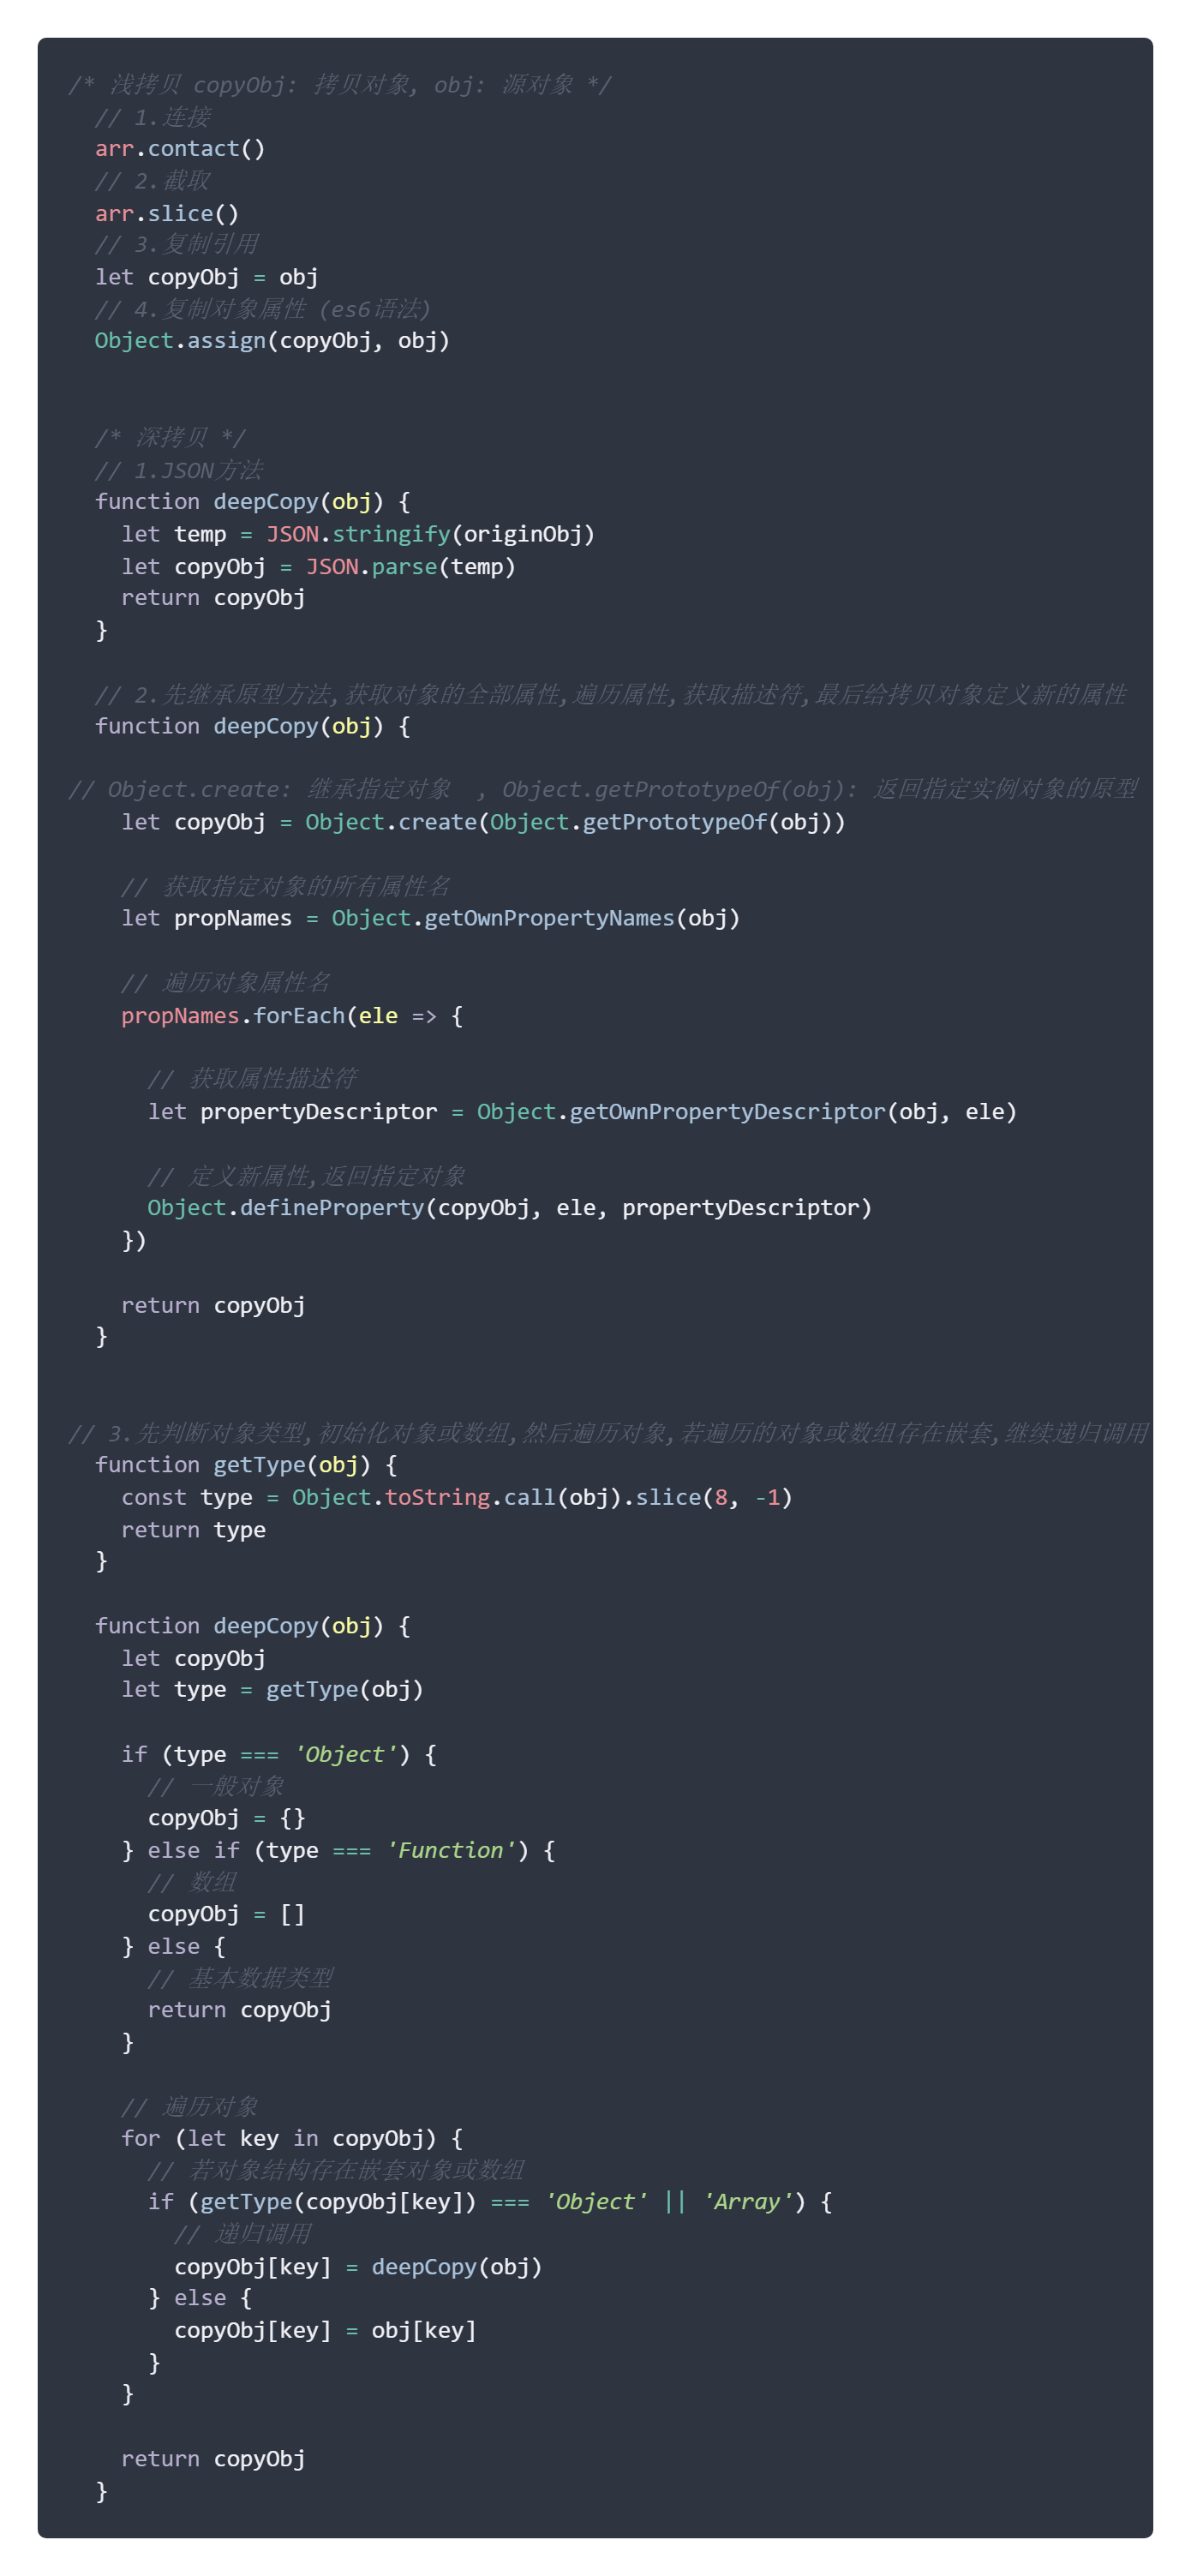 /* 浅拷贝 copyObj: 拷贝对象, obj: 源对象 */
// 1.连接
arr.contact()
// 2.截取
arr.slice()
// 3.复制引用
let copyObj = obj
// 4.复制对象属性 (es6语法)
Object.assign(copyObj, obj)
/* 深拷贝 */
// 1.JSON方法
function deepCopy(obj) {
let temp = JSON.stringify(originObj)
let copyObj = JSON.parse(temp)
return copyObj
}
// 2.先继承原型方法,获取对象的全部属性,遍历属性,获取描述符,最后给拷贝对象定义新的属性
function deepCopy(obj) {
// Object.create: 继承指定对象  , Object.getPrototypeOf(obj): 返回指定实例对象的原型
let copyObj = Object.create(Object.getPrototypeOf(obj))
// 获取指定对象的所有属性名
let propNames = Object.getOwnPropertyNames(obj)
// 遍历对象属性名
propNames.forEach(ele => {
// 获取属性描述符
let propertyDescriptor = Object.getOwnPropertyDescriptor(obj, ele)
// 定义新属性,返回指定对象
Object.defineProperty(copyObj, ele, propertyDescriptor)
})
return copyObj
}
// 3.先判断对象类型,初始化对象或数组,然后遍历对象,若遍历的对象或数组存在嵌套,继续递归调用
function getType(obj) {
const type = Object.toString.call(obj).slice(8, -1)
return type
}
function deepCopy(obj) {
let copyObj
let type = getType(obj)
if (type === 'Object') {
// 一般对象
copyObj = {}
} else if (type === 'Function') {
// 数组
copyObj = []
} else {
// 基本数据类型
return copyObj
}
// 遍历对象
for (let key in copyObj) {
// 若对象结构存在嵌套对象或数组
if (getType(copyObj[key]) === 'Object' || 'Array') {
// 递归调用
copyObj[key] = deepCopy(obj)
} else {
copyObj[key] = obj[key]
}
}
return copyObj
}